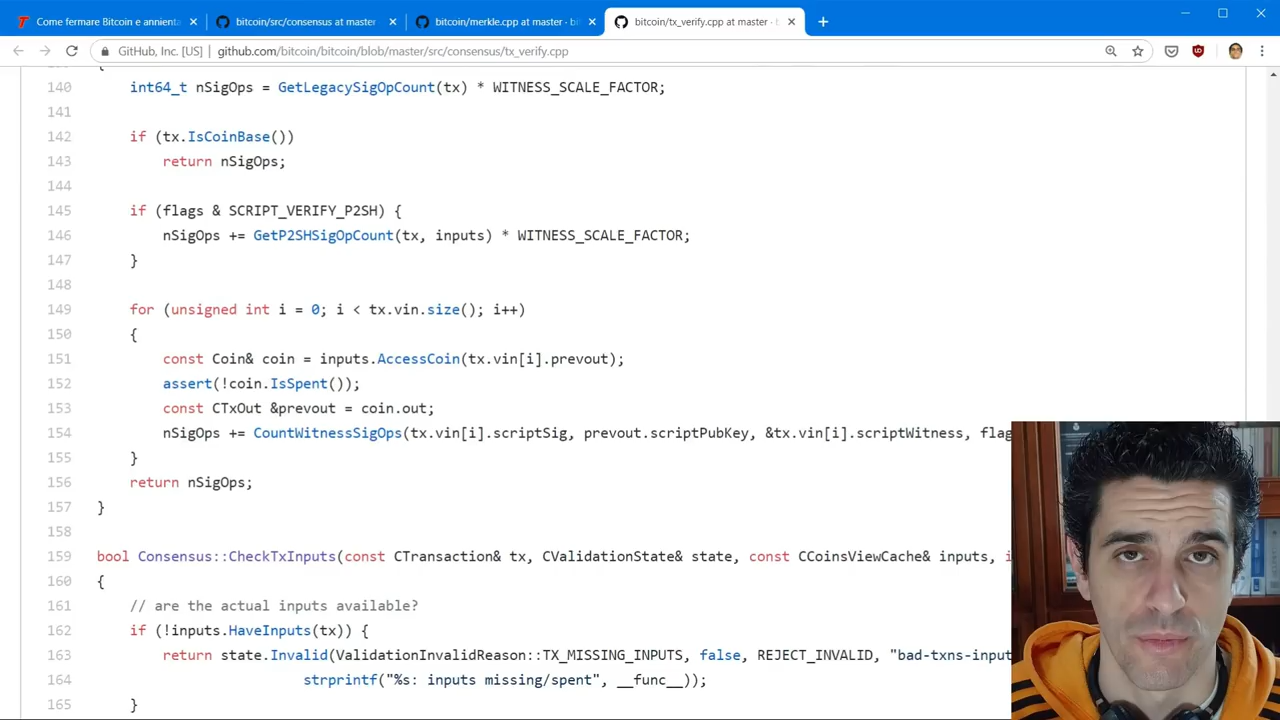 Come fermare Bitcoin e annienta
bitcoin/src/consensus at master
bitcoin/merkle.cpp at master · bi
bitcoin/tx_verify.cpp at master ·
GitHub, Inc. [US] github.com/bitcoin/bitcoin/blob/master/src/consensus/tx_verify.cpp
140 int64_t nSigOps = GetLegacySigOpCount(tx) * WITNESS_SCALE_FACTOR;
141
142 if (tx.IsCoinBase())
143 return nSigOps;
144
145 if (flags & SCRIPT_VERIFY_P2SH) {
146 nSigOps += GetP2SHSigOpCount(tx, inputs) * WITNESS_SCALE_FACTOR;
147 }
148
149 for (unsigned int i = 0; i < tx.vin.size(); i++)
150 {
151 const Coin& coin = inputs.AccessCoin(tx.vin[i].prevout);
152 assert(!coin.IsSpent());
153 const CTxOut &prevout = coin.out;
154 nSigOps += CountWitnessSigOps(tx.vin[i].scriptSig, prevout.scriptPubKey, &tx.vin[i].scriptWitness, flag
155 }
156 return nSigOps;
157 }
158
159 bool Consensus::CheckTxInputs(const CTransaction& tx, CValidationState& state, const CCoinsViewCache& inputs, i
160 {
161 // are the actual inputs available?
162 if (!inputs.HaveInputs(tx)) {
163 return state.Invalid(ValidationInvalidReason::TX_MISSING_INPUTS, false, REJECT_INVALID, "bad-txns-input
164 strprintf("%s: inputs missing/spent", __func__));
165 }